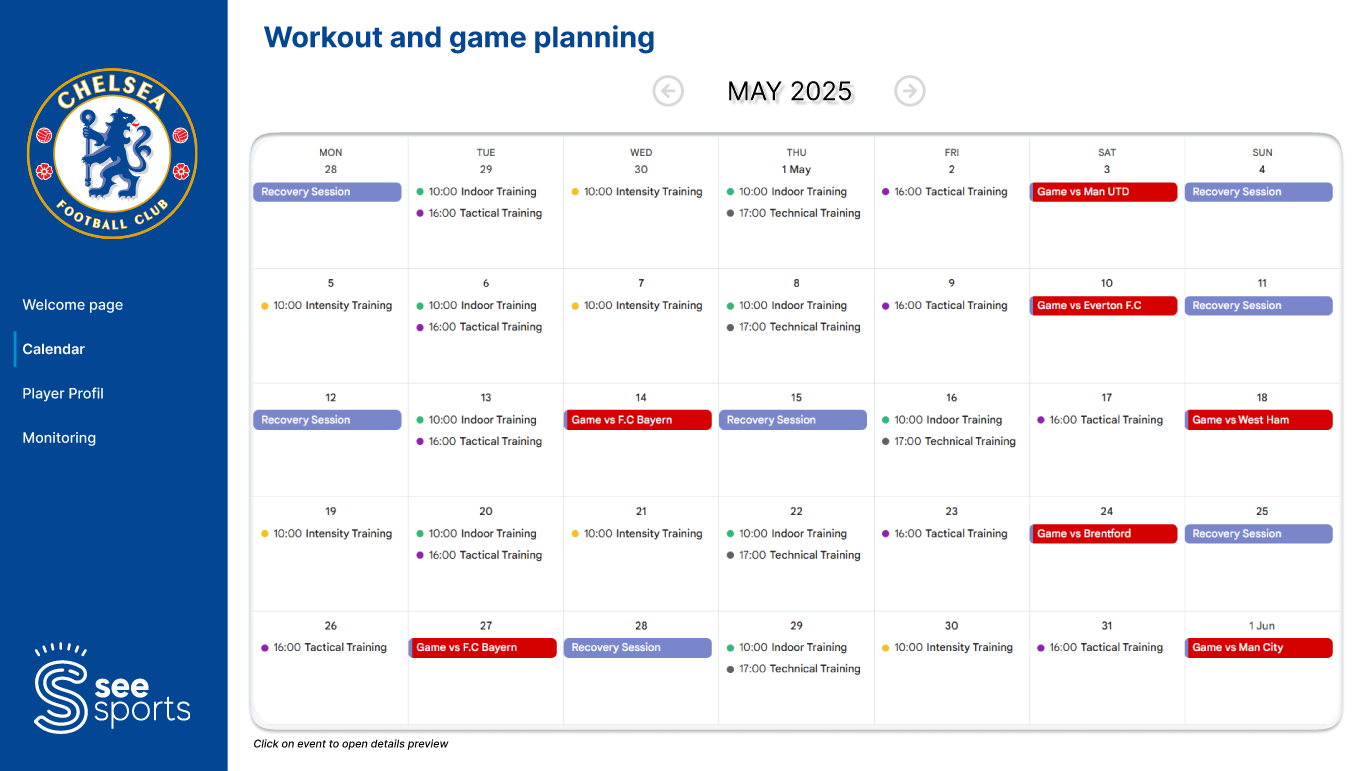 Workout and game planning
MAY 2025
CHELSEA
FOOTBALL CLUB
Welcome page
Calendar
Player Profil
Monitoring
see
sports
MON TUE WED THU FRI SAT SUN
28 29 30 1 May 2 3 4
Recovery Session 10:00 Indoor Training 10:00 Intensity Training 10:00 Indoor Training 16:00 Tactical Training Game vs Man UTD Recovery Session
16:00 Tactical Training 17:00 Technical Training
5 6 7 8 9 10 11
10:00 Intensity Training 10:00 Indoor Training 10:00 Intensity Training 10:00 Indoor Training 16:00 Tactical Training Game vs Everton F.C Recovery Session
16:00 Tactical Training 17:00 Technical Training
12 13 14 15 16 17 18
Recovery Session 10:00 Indoor Training Game vs F.C Bayern Recovery Session 10:00 Indoor Training 16:00 Tactical Training Game vs West Ham
16:00 Tactical Training 17:00 Technical Training
19 20 21 22 23 24 25
10:00 Intensity Training 10:00 Indoor Training 10:00 Intensity Training 10:00 Indoor Training 16:00 Tactical Training Game vs Brentford Recovery Session
16:00 Tactical Training 17:00 Technical Training
26 27 28 29 30 31 1 Jun
16:00 Tactical Training Game vs F.C Bayern Recovery Session 10:00 Indoor Training 10:00 Intensity Training 16:00 Tactical Training Game vs Man City
17:00 Technical Training
Click on event to open details preview